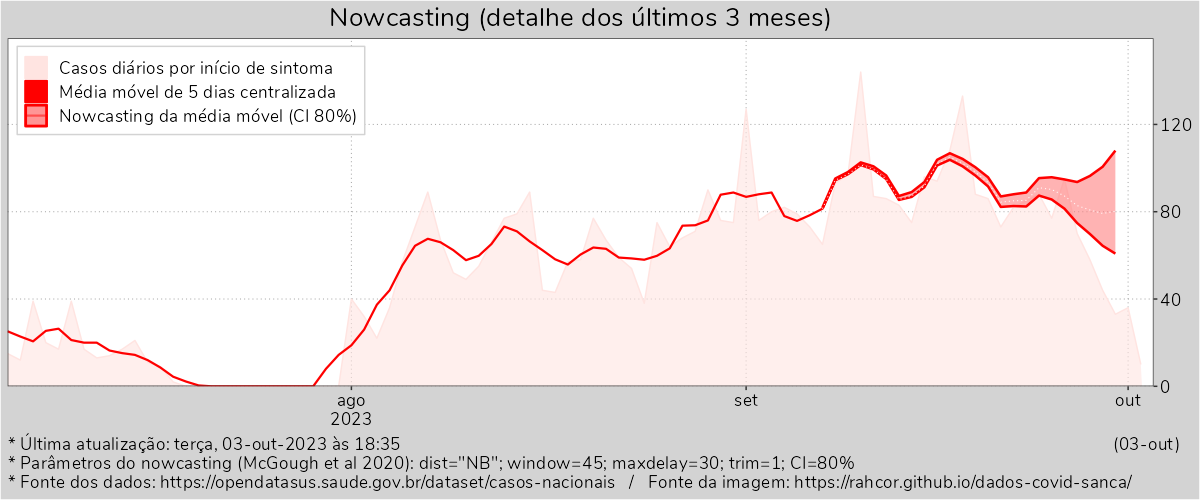 Nowcasting (detalhe dos últimos 3 meses)
Casos diários por início de sintoma
Média móvel de 5 dias centralizada
Nowcasting da média móvel (CI 80%)
120
80
40
0
ago set out
2023
* Última atualização: terça, 03-out-2023 às 18:35 (03-out)
* Parâmetros do nowcasting (McGough et al 2020): dist="NB"; window=45; maxdelay=30; trim=1; CI=80%
* Fonte dos dados: https://opendatasus.saude.gov.br/dataset/casos-nacionais / Fonte da imagem: https://rahcor.github.io/dados-covid-sanca/